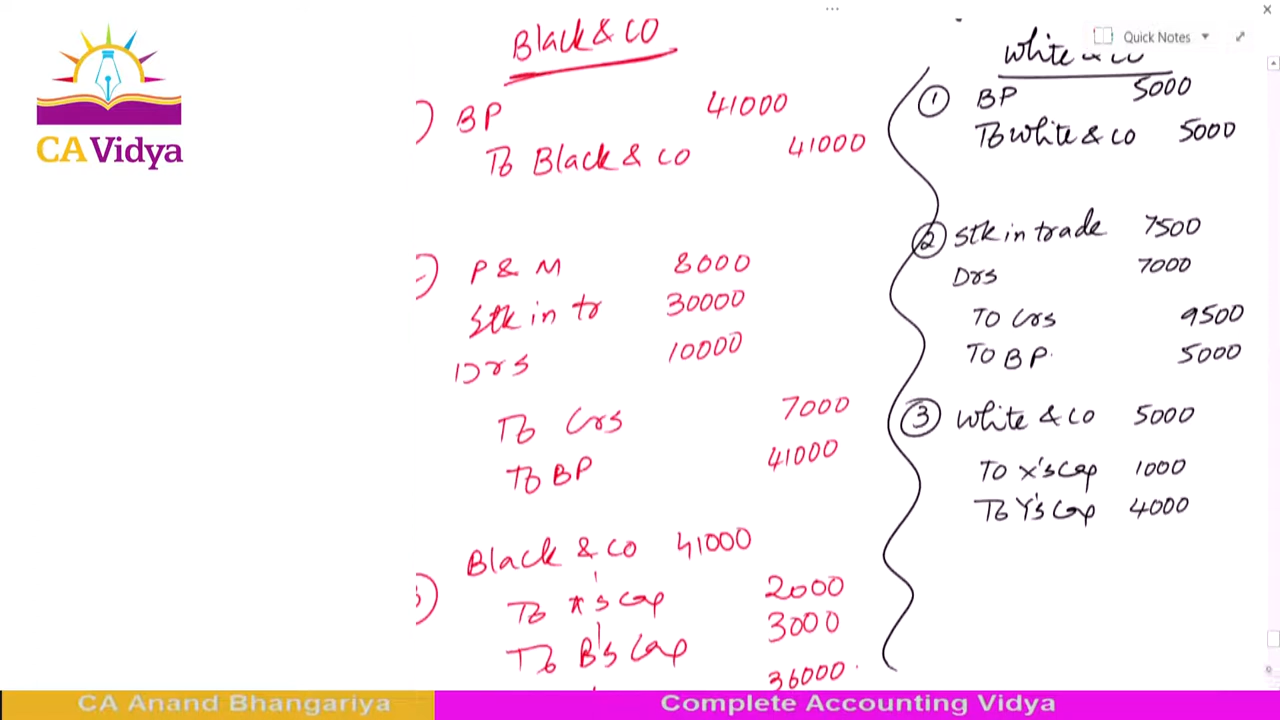 CA Vidya
Quick Notes
Black & CO
) BP 41000
To Black & CO 41000
P & M 8000
Stk in tr 30000
Drs 10000
To Crs 7000
To BP 41000
Black & CO 41000
To A's cap 2000
To B's cap 3000
36000
White & CO
① BP 5000
To White & CO 5000
② Stk in trade 7500
Drs 7000
To Crs 9500
To BP. 5000
③ White & CO 5000
To X's Cap 1000
To Y's Cap 4000
CA Anand Bhangariya
Complete Accounting Vidya